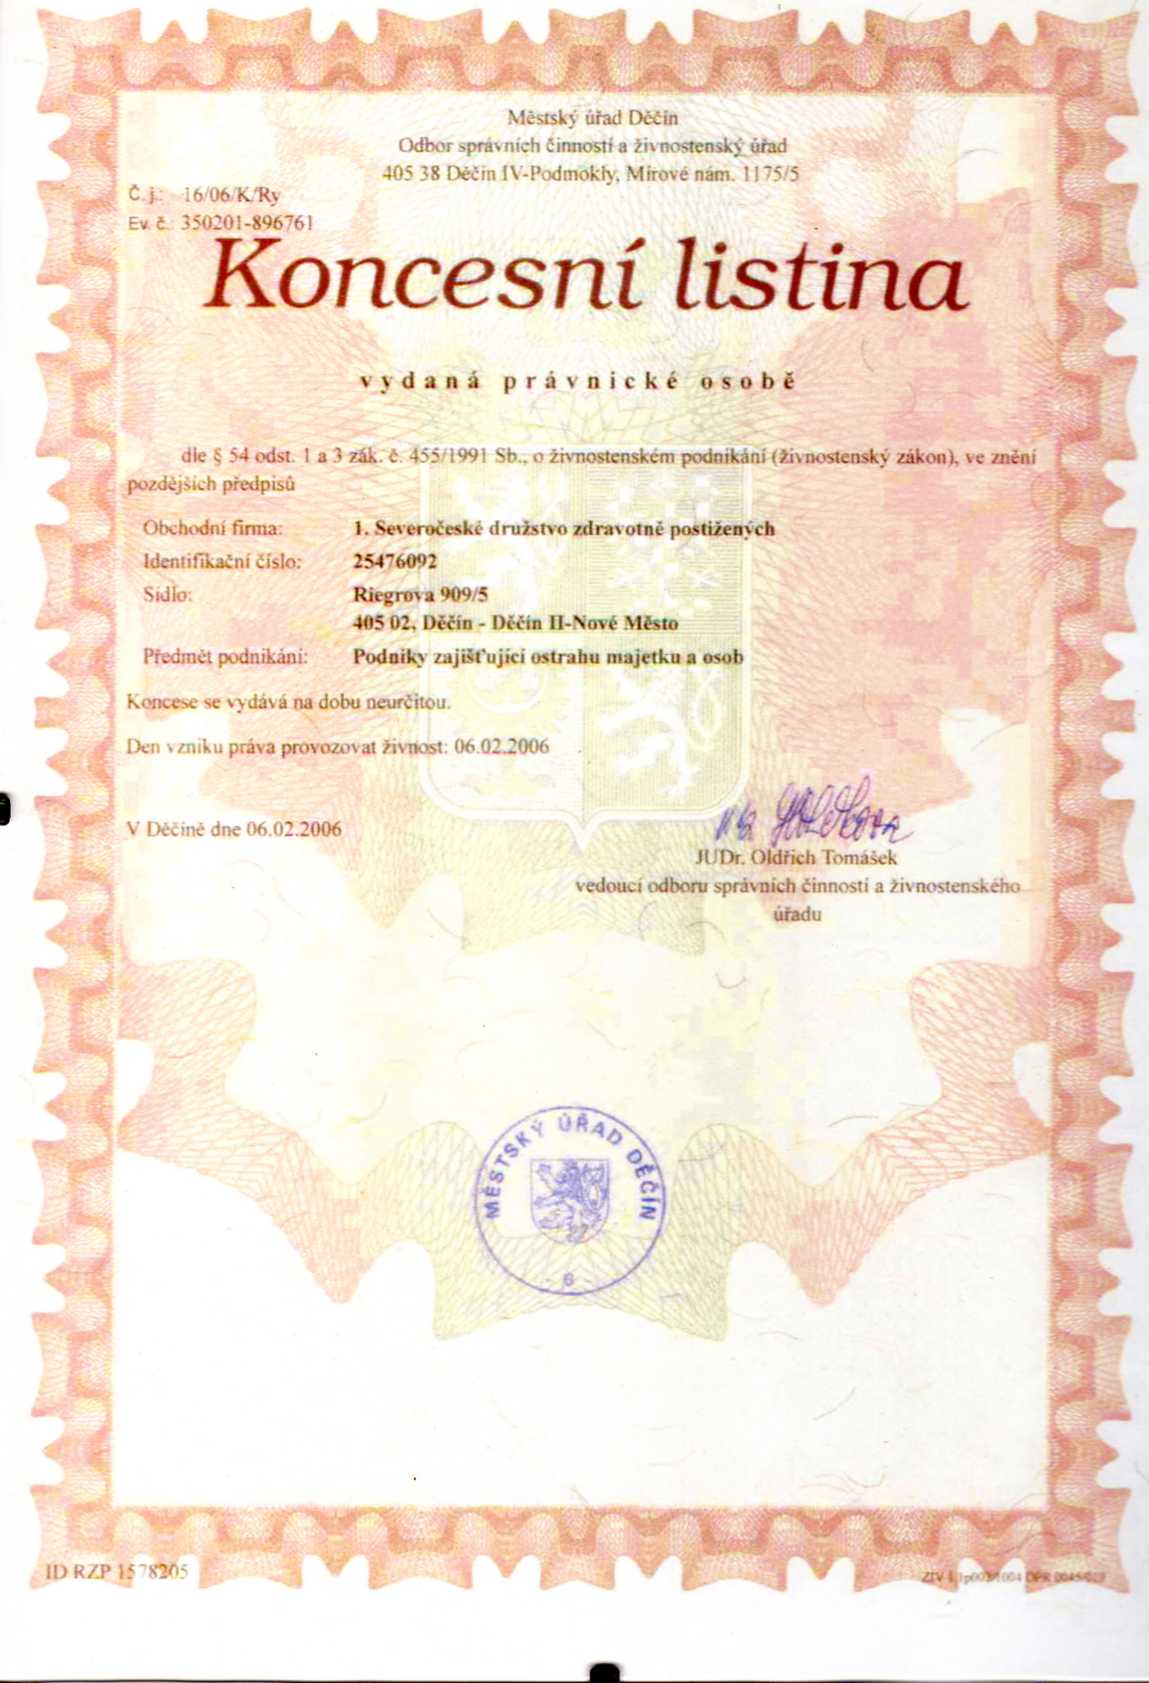 Městský úřad Děčín
Odbor správních činností a živnostenský úřad
405 38 Děčín IV-Podmokly, Mírové nám. 1175/5
Č. j.: 16/06/K/Ry
Ev. č.: 350201-896761
Koncesní listina
vydaná právnické osobě
dle § 54 odst. 1 a 3 zák. č. 455/1991 Sb., o živnostenském podnikání (živnostenský zákon), ve znění
pozdějších předpisů
Obchodní firma: 1. Severočeské družstvo zdravotně postižených
Identifikační číslo: 25476092
Sídlo: Riegrova 909/5
405 02, Děčín - Děčín II-Nové Město
Předmět podnikání: Podniky zajišťující ostrahu majetku a osob
Koncese se vydává na dobu neurčitou.
Den vzniku práva provozovat živnost: 06.02.2006
V Děčíně dne 06.02.2006
JUDr. Oldřich Tomášek
vedoucí odboru správních činností a živnostenského
úřadu
MĚSTSKÝ ÚŘAD DĚČÍN
- 6 -
ID RZP 1578205